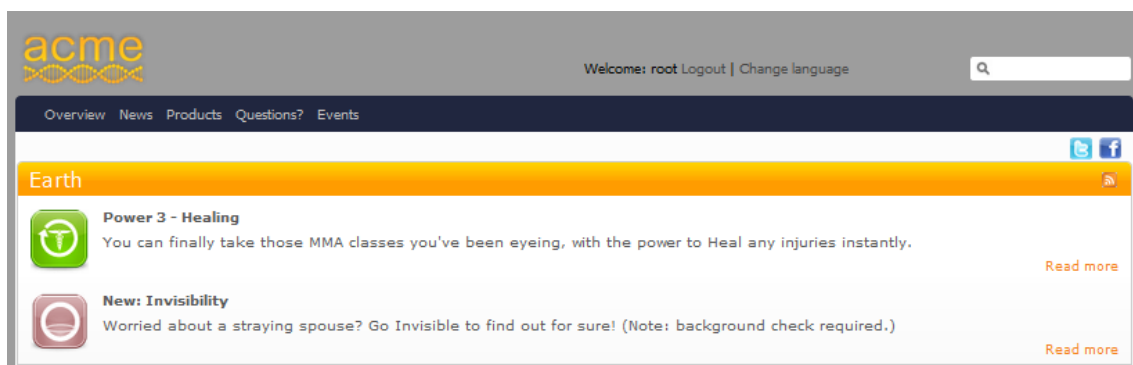 acme
Welcome: root Logout | Change language
Overview News Products Questions? Events
Earth
Power 3 - Healing
You can finally take those MMA classes you've been eyeing, with the power to Heal any injuries instantly.
Read more
New: Invisibility
Worried about a straying spouse? Go Invisible to find out for sure! (Note: background check required.)
Read more